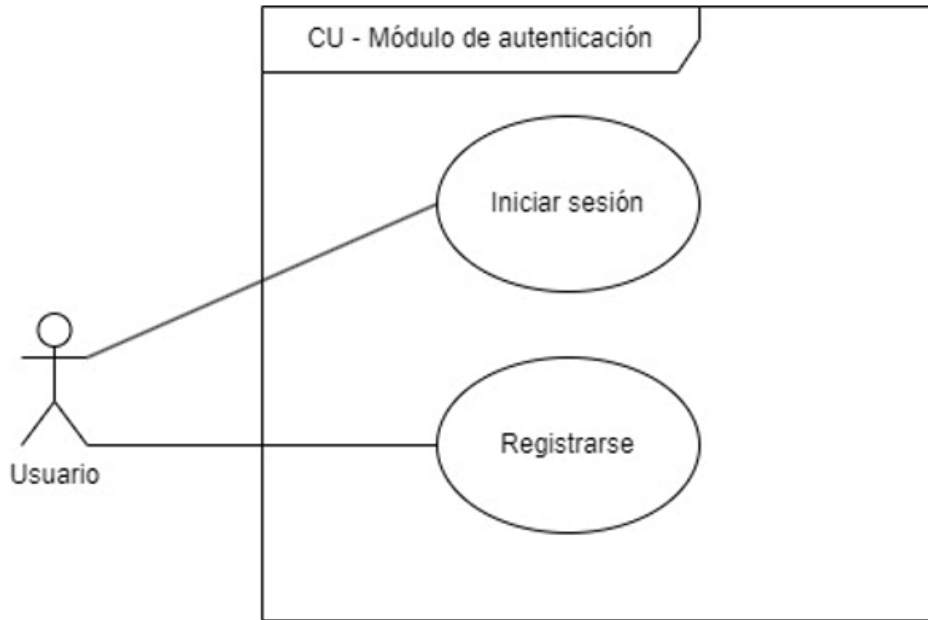 CU - Módulo de autenticación
Iniciar sesión
Registrarse
Usuario